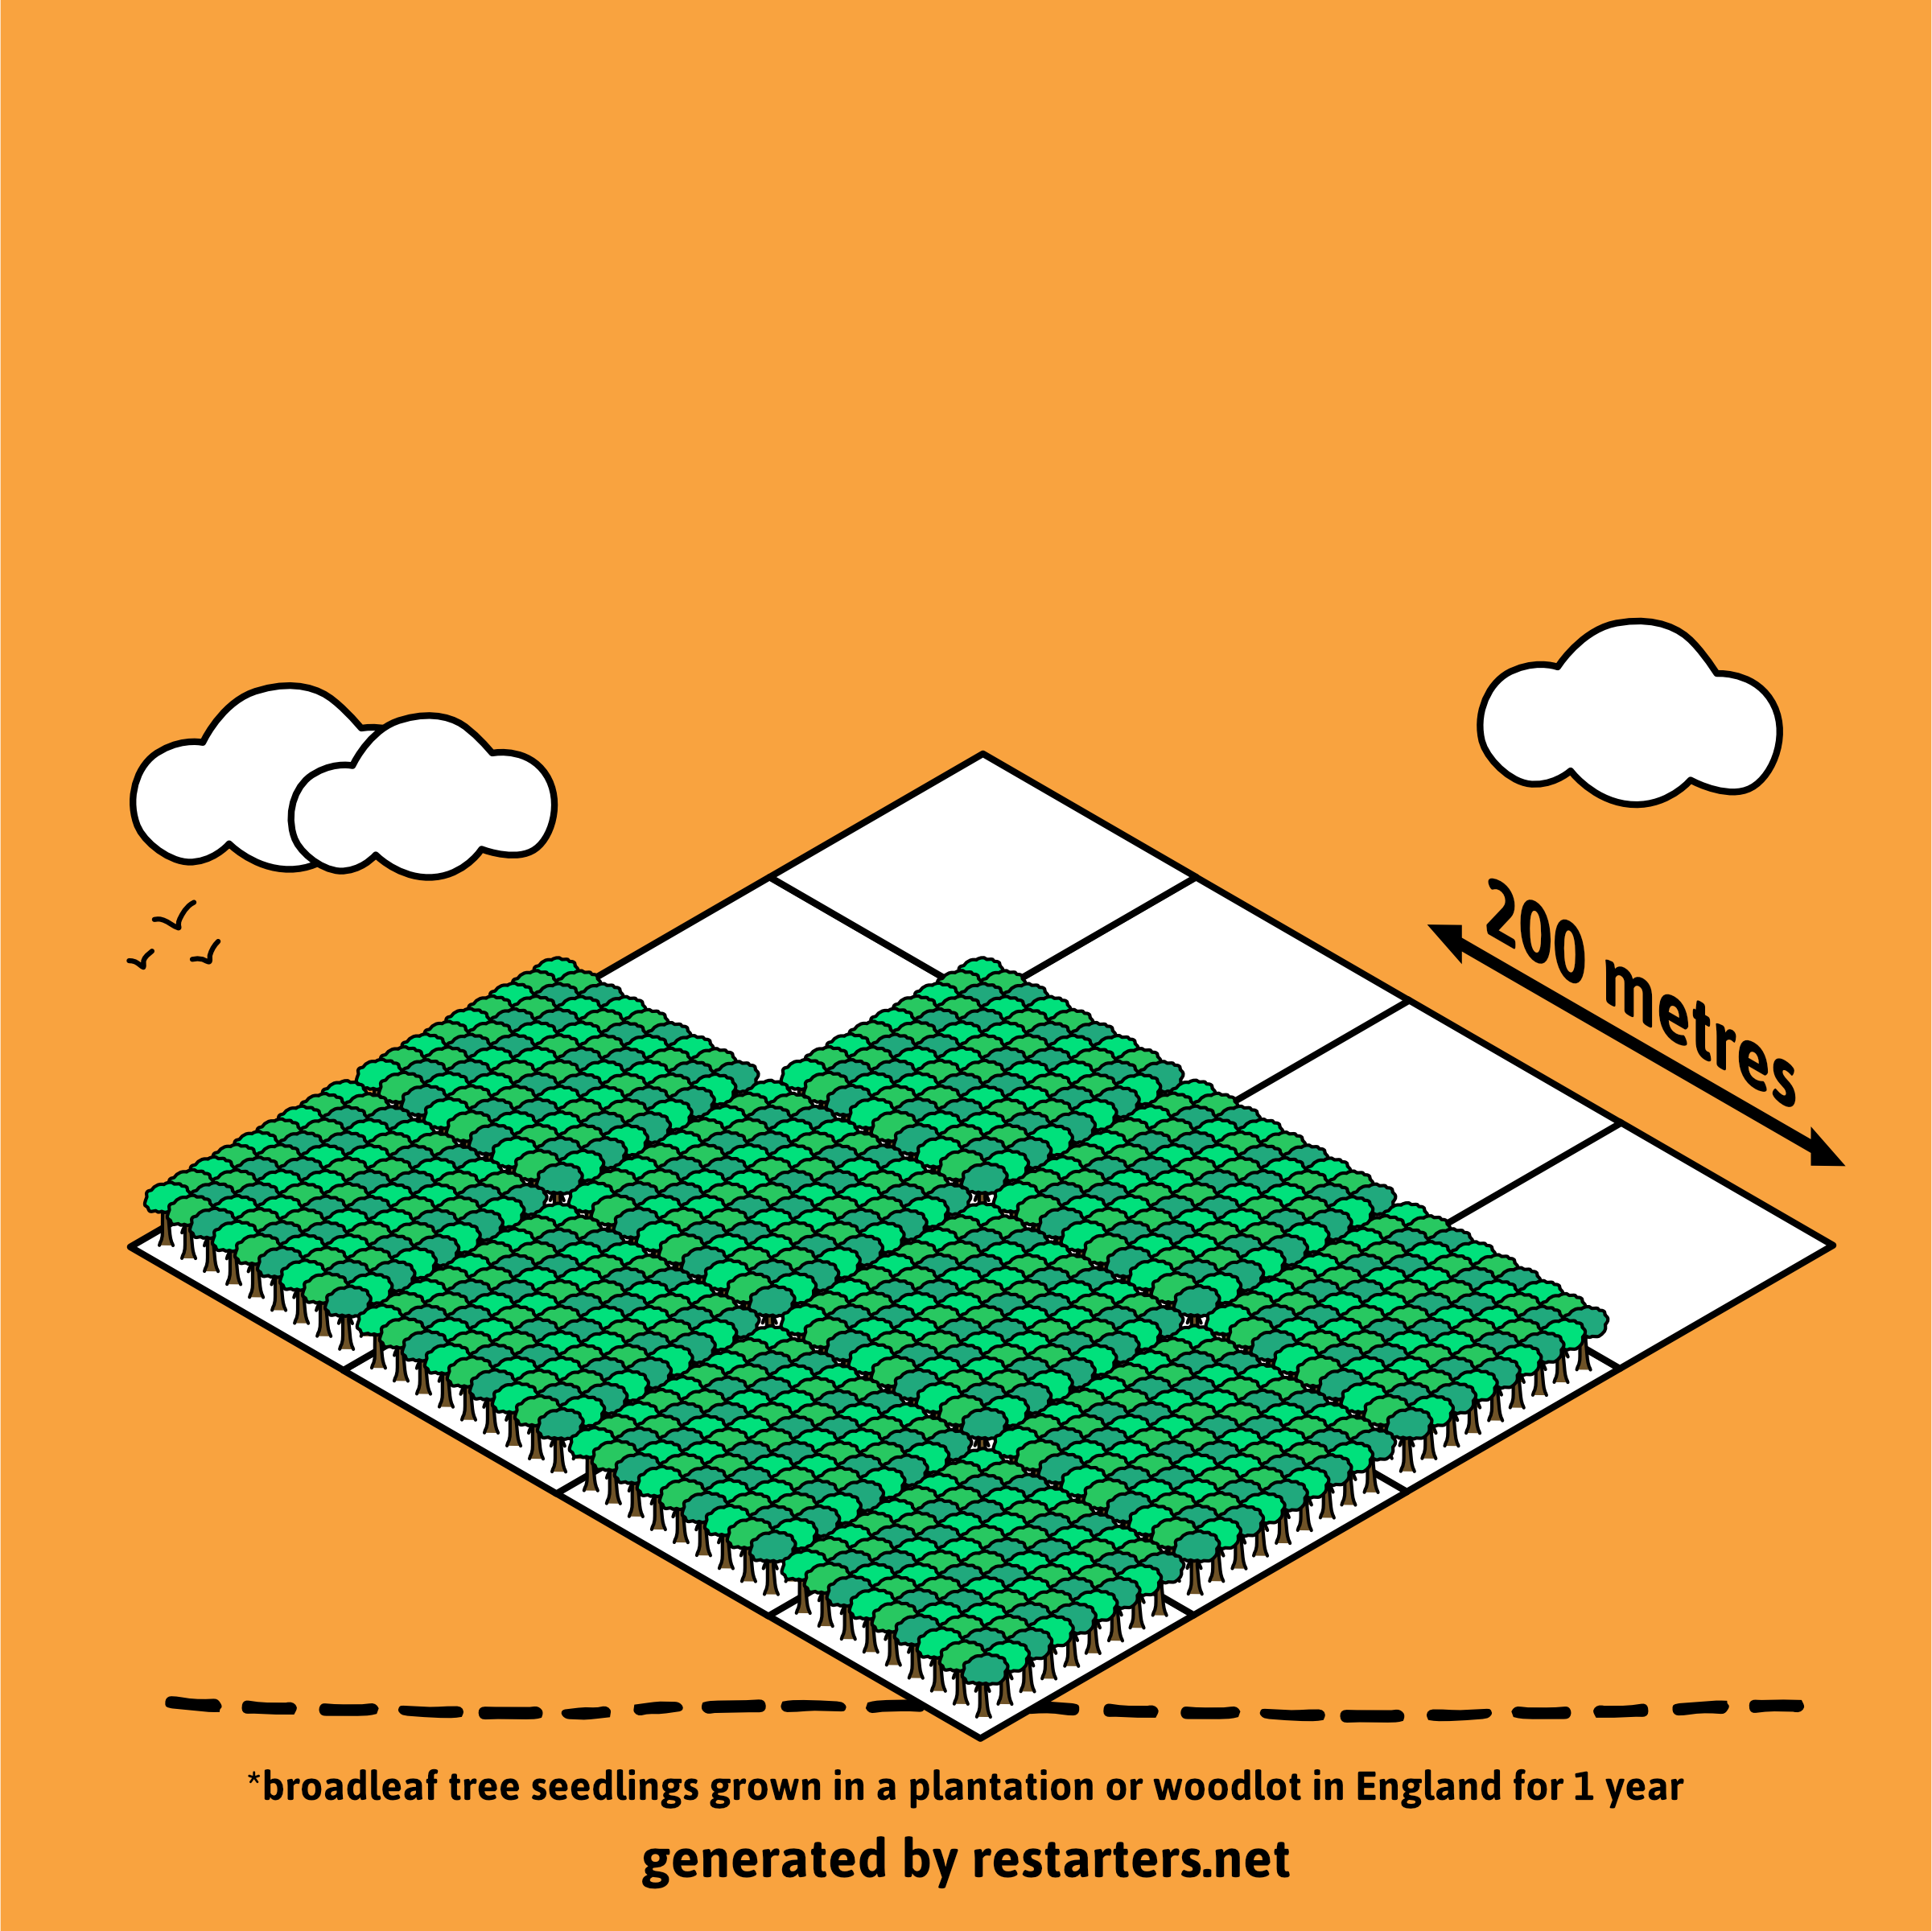 200 metres
*broadleaf tree seedlings grown in a plantation or woodlot in England for 1 year
generated by restarters.net